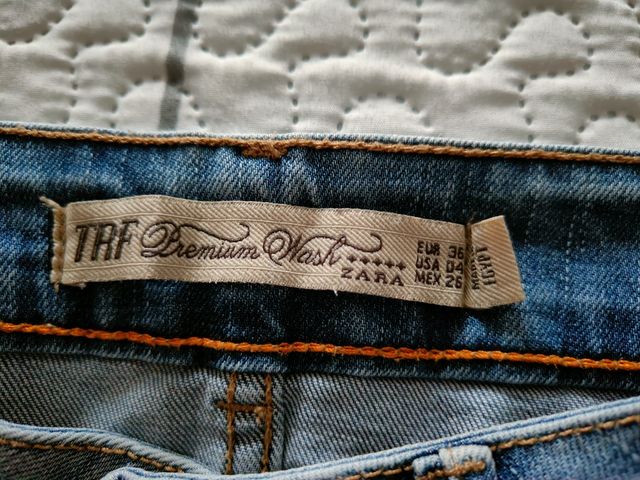 TRF Premium Wash
ZARA
EUR 36
USA 04
MEX 26